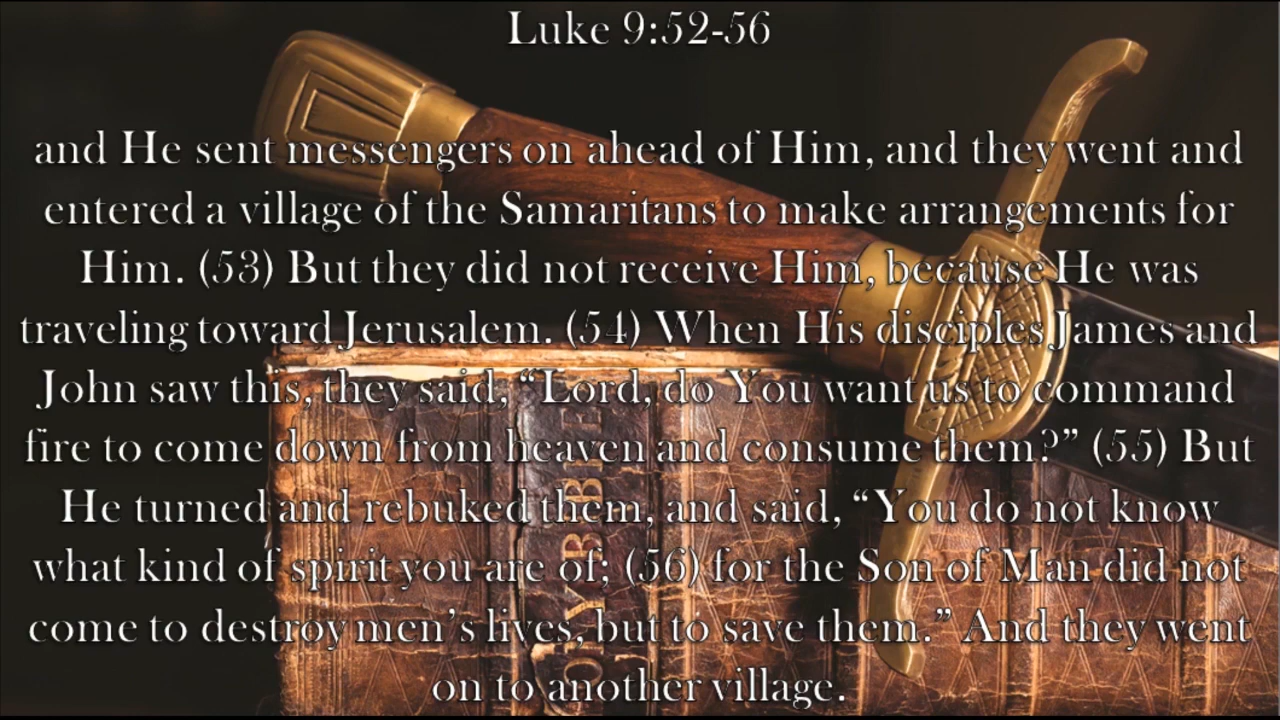 Luke 9:52-56
and He sent messengers on ahead of Him, and they went and
entered a village of the Samaritans to make arrangements for
Him. (53) But they did not receive Him, because He was
traveling toward Jerusalem. (54) When His disciples James and
John saw this, they said, “Lord, do You want us to command
fire to come down from heaven and consume them?” (55) But
He turned and rebuked them, and said, “You do not know
what kind of spirit you are of; (56) for the Son of Man did not
come to destroy men’s lives, but to save them.” And they went
on to another village.